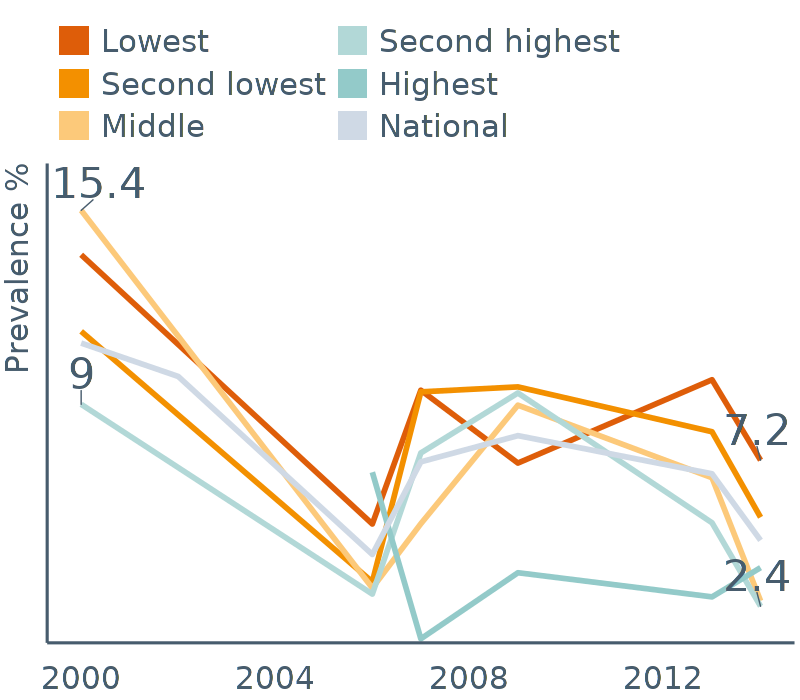 Lowest
Second lowest
Middle
Second highest
Highest
National
Prevalence %
15.4
9
7.2
2.4
2000 2004 2008 2012